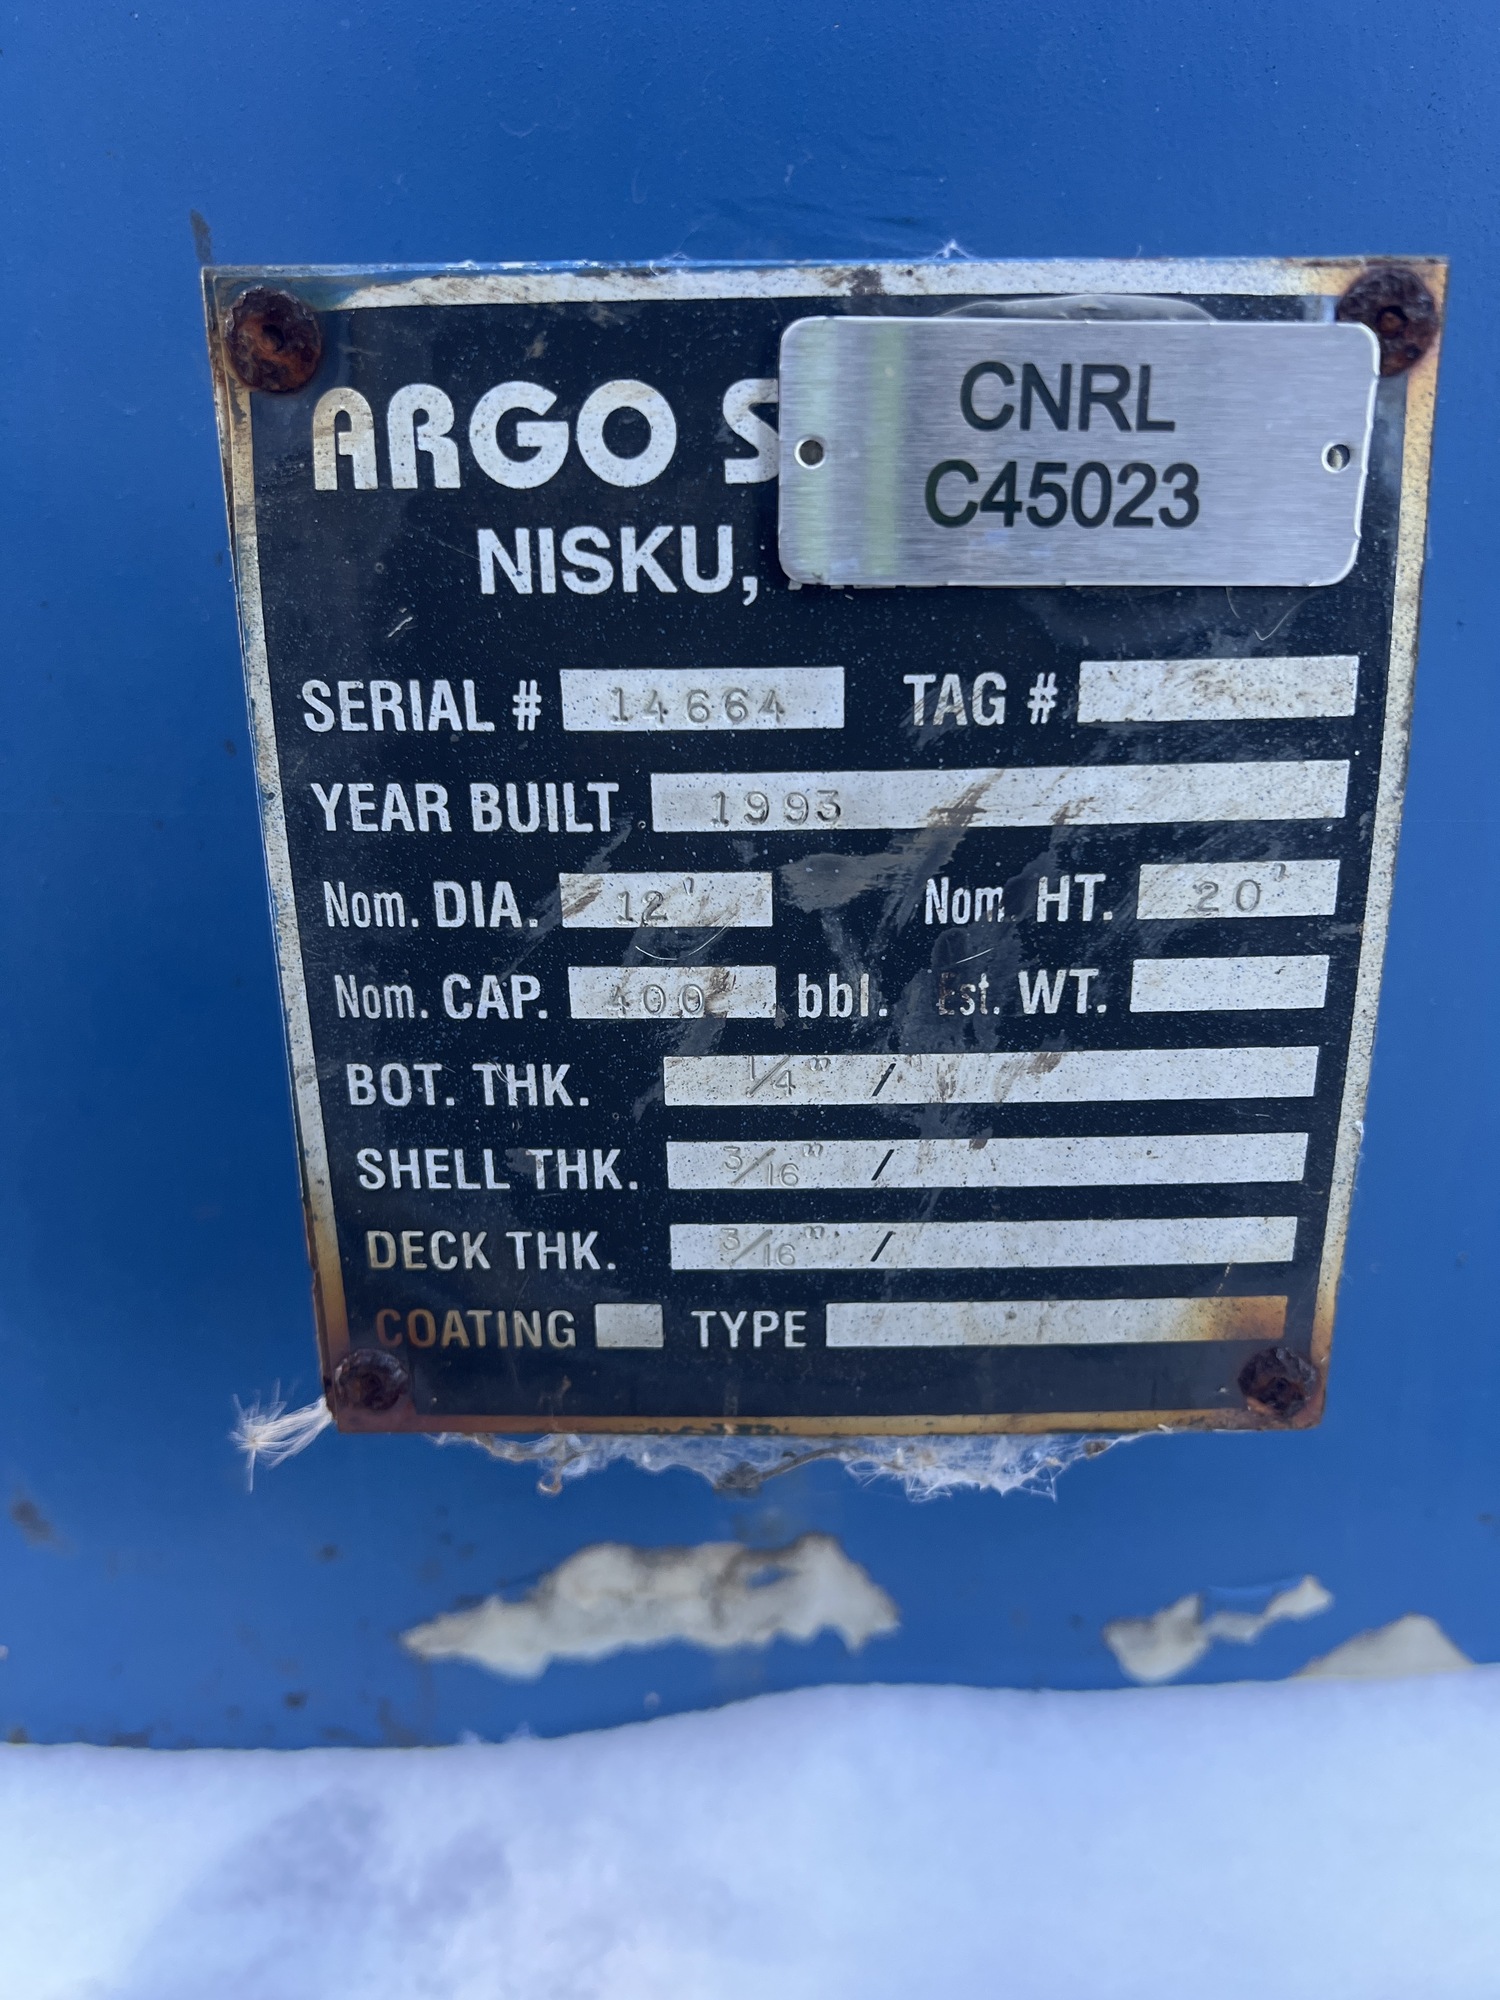 CNRL
C45023
ARGO S
NISKU,
SERIAL # 14664 TAG #
YEAR BUILT 1993
Nom. DIA. 12' Nom. HT. 20'
Nom. CAP. 400 bbl. Est. WT.
BOT. THK. 1/4" /
SHELL THK. 3/16" /
DECK THK. 3/16" /
COATING TYPE